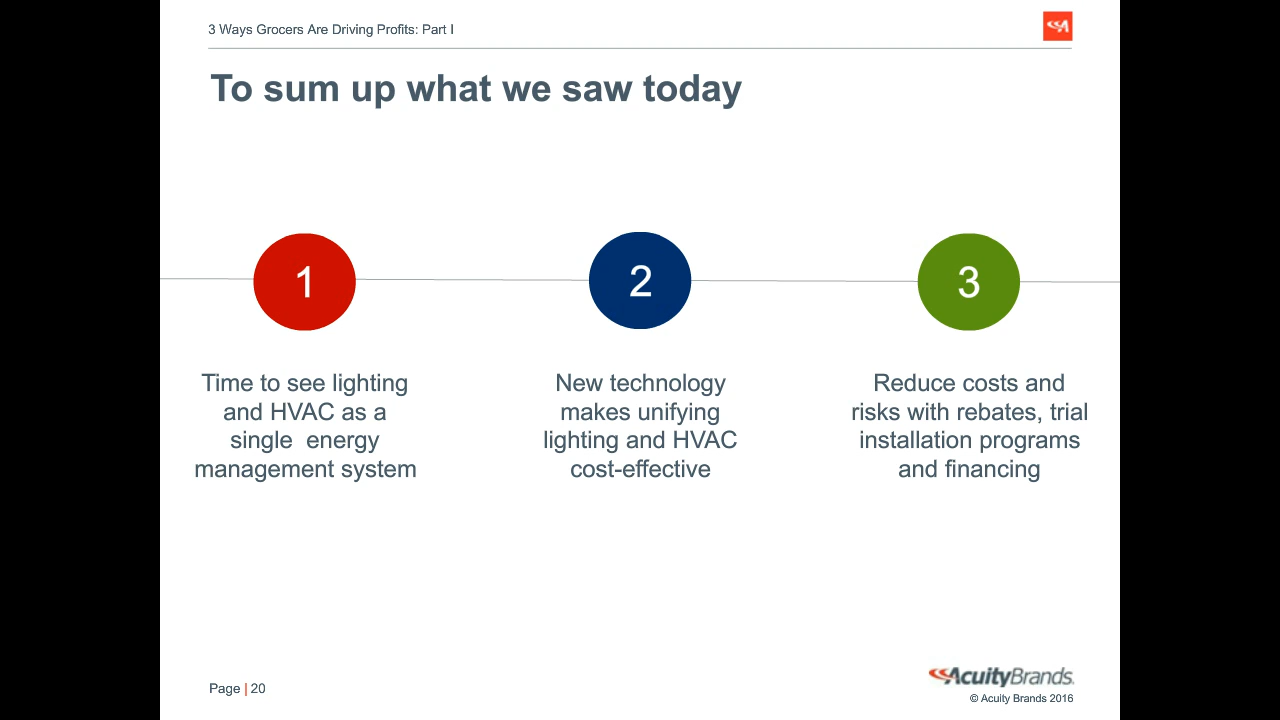 3 Ways Grocers Are Driving Profits: Part I
To sum up what we saw today
1
2
3
Time to see lighting
and HVAC as a
single  energy
management system
New technology
makes unifying
lighting and HVAC
cost-effective
Reduce costs and
risks with rebates, trial
installation programs
and financing
Page | 20
AcuityBrands.
© Acuity Brands 2016